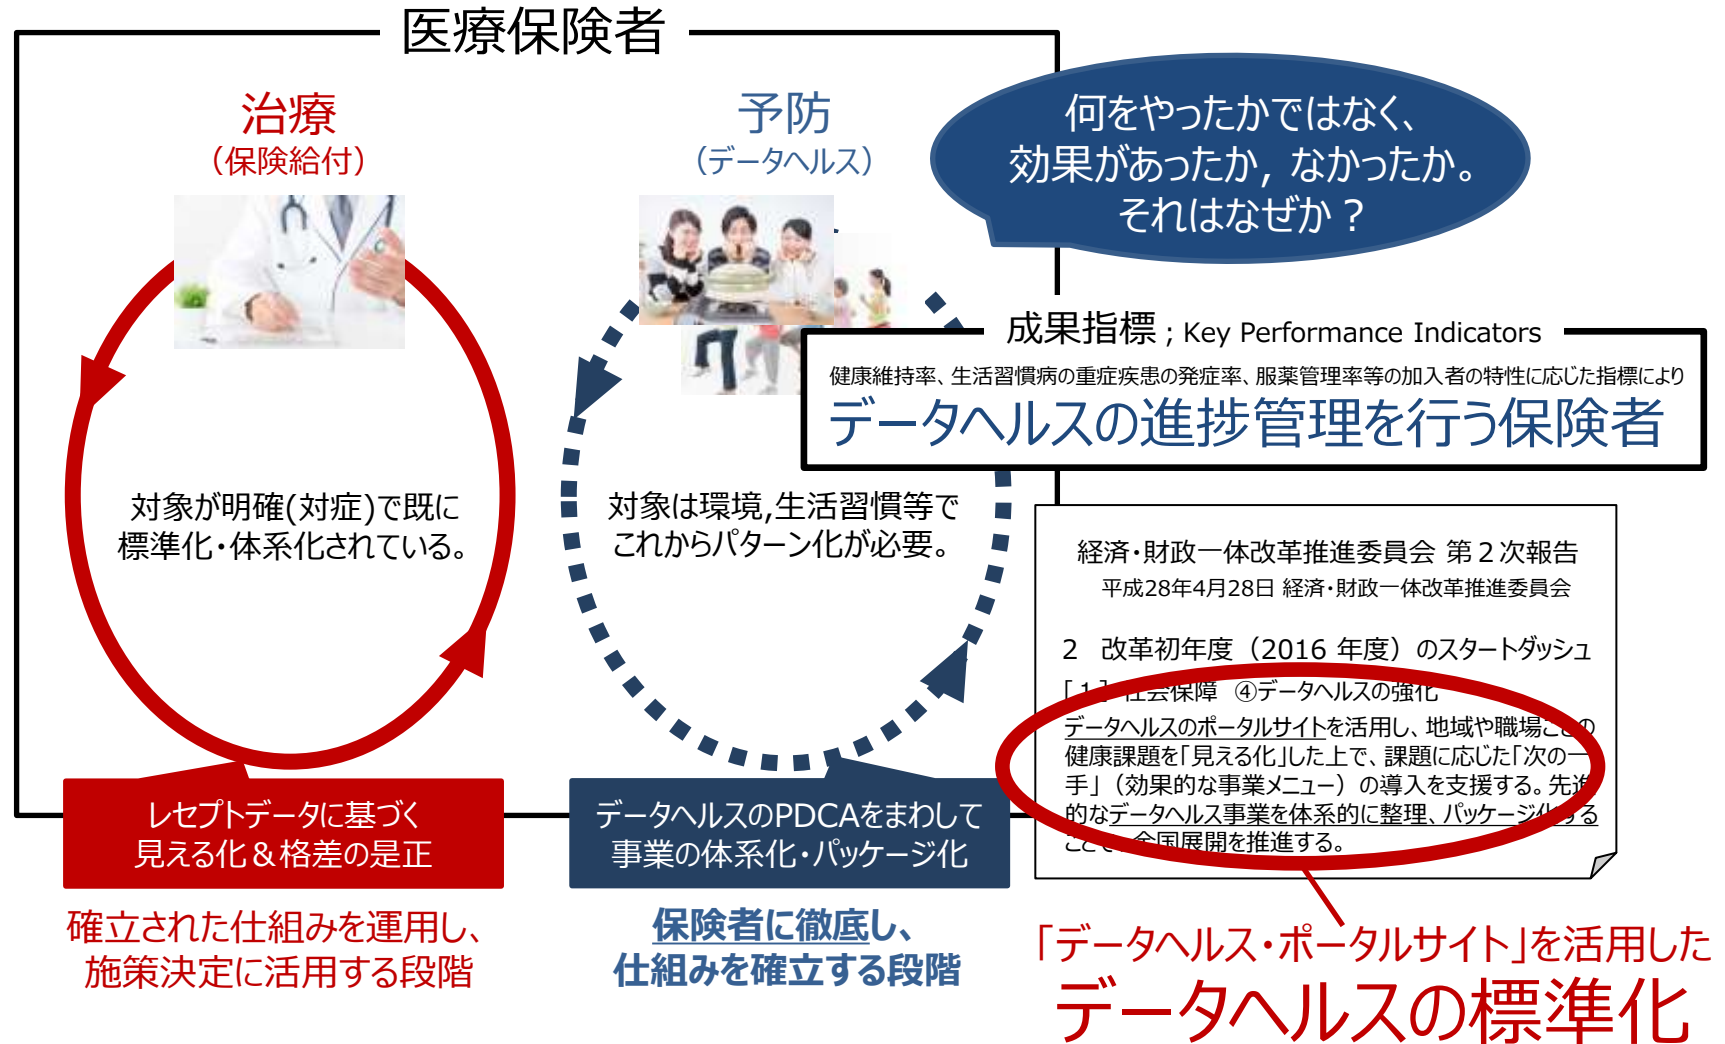 医療保険者
治療
（保険給付）
対象が明確(対症)で既に
標準化・体系化されている。
レセプトデータに基づく
見える化＆格差の是正
確立された仕組みを運用し、
施策決定に活用する段階
予防
（データヘルス）
対象は環境,生活習慣等で
これからパターン化が必要。
データヘルスのPDCAをまわして
事業の体系化・パッケージ化
保険者に徹底し、
仕組みを確立する段階
何をやったかではなく、
効果があったか, なかったか。
それはなぜか？
成果指標 ; Key Performance Indicators
健康維持率、生活習慣病の重症疾患の発症率、服薬管理率等の加入者の特性に応じた指標により
データヘルスの進捗管理を行う保険者
経済・財政一体改革推進委員会 第２次報告
平成28年4月28日 経済・財政一体改革推進委員会
2　改革初年度（2016 年度）のスタートダッシュ
［１］社会保障　④データヘルスの強化
データヘルスのポータルサイトを活用し、地域や職場ごとの
健康課題を「見える化」した上で、課題に応じた「次の一
手」（効果的な事業メニュー）の導入を支援する。先進
的なデータヘルス事業を体系的に整理、パッケージ化する
ことで、全国展開を推進する。
「データヘルス・ポータルサイト」を活用した
データヘルスの標準化